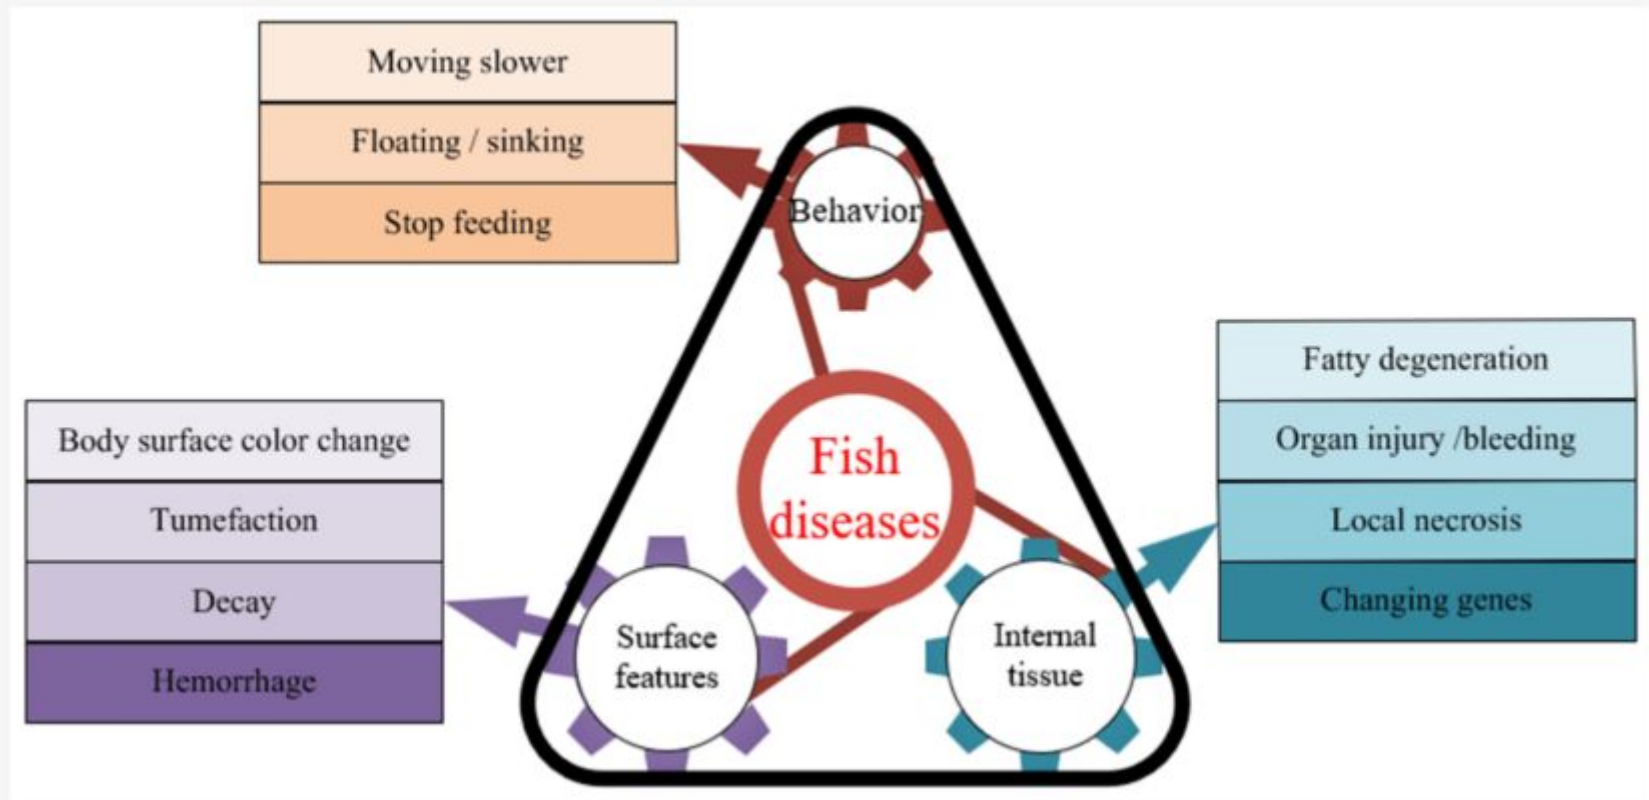 Moving slower
Floating / sinking
Stop feeding
Behavior
Fatty degeneration
Organ injury /bleeding
Local necrosis
Changing genes
Body surface color change
Tumefaction
Decay
Hemorrhage
Fish
diseases
Surface
features
Internal
tissue